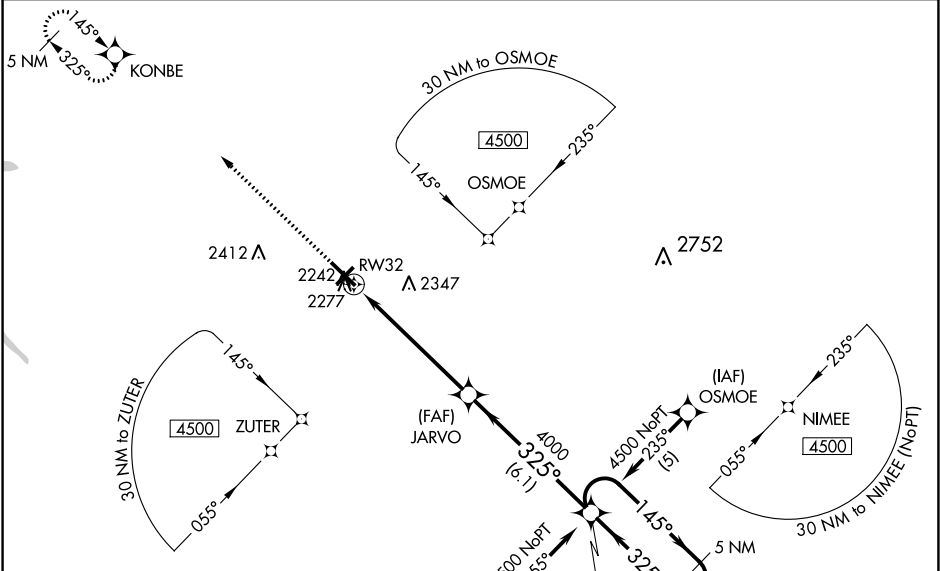 145°
5 NM
325°
KONBE
30 NM to OSMOE
4500
235°
145°
OSMOE
2412
2242
RW32
2277
2347
2752
145°
30 NM to ZUTER
4500
ZUTER
055°
(FAF)
JARVO
4000
325°
(6.1)
(IAF)
OSMOE
4500 NoPT
235°
(5)
235°
NIMEE
4500
055°
30 NM to NIMEE (NoPT)
145°
5 NM
NoPT